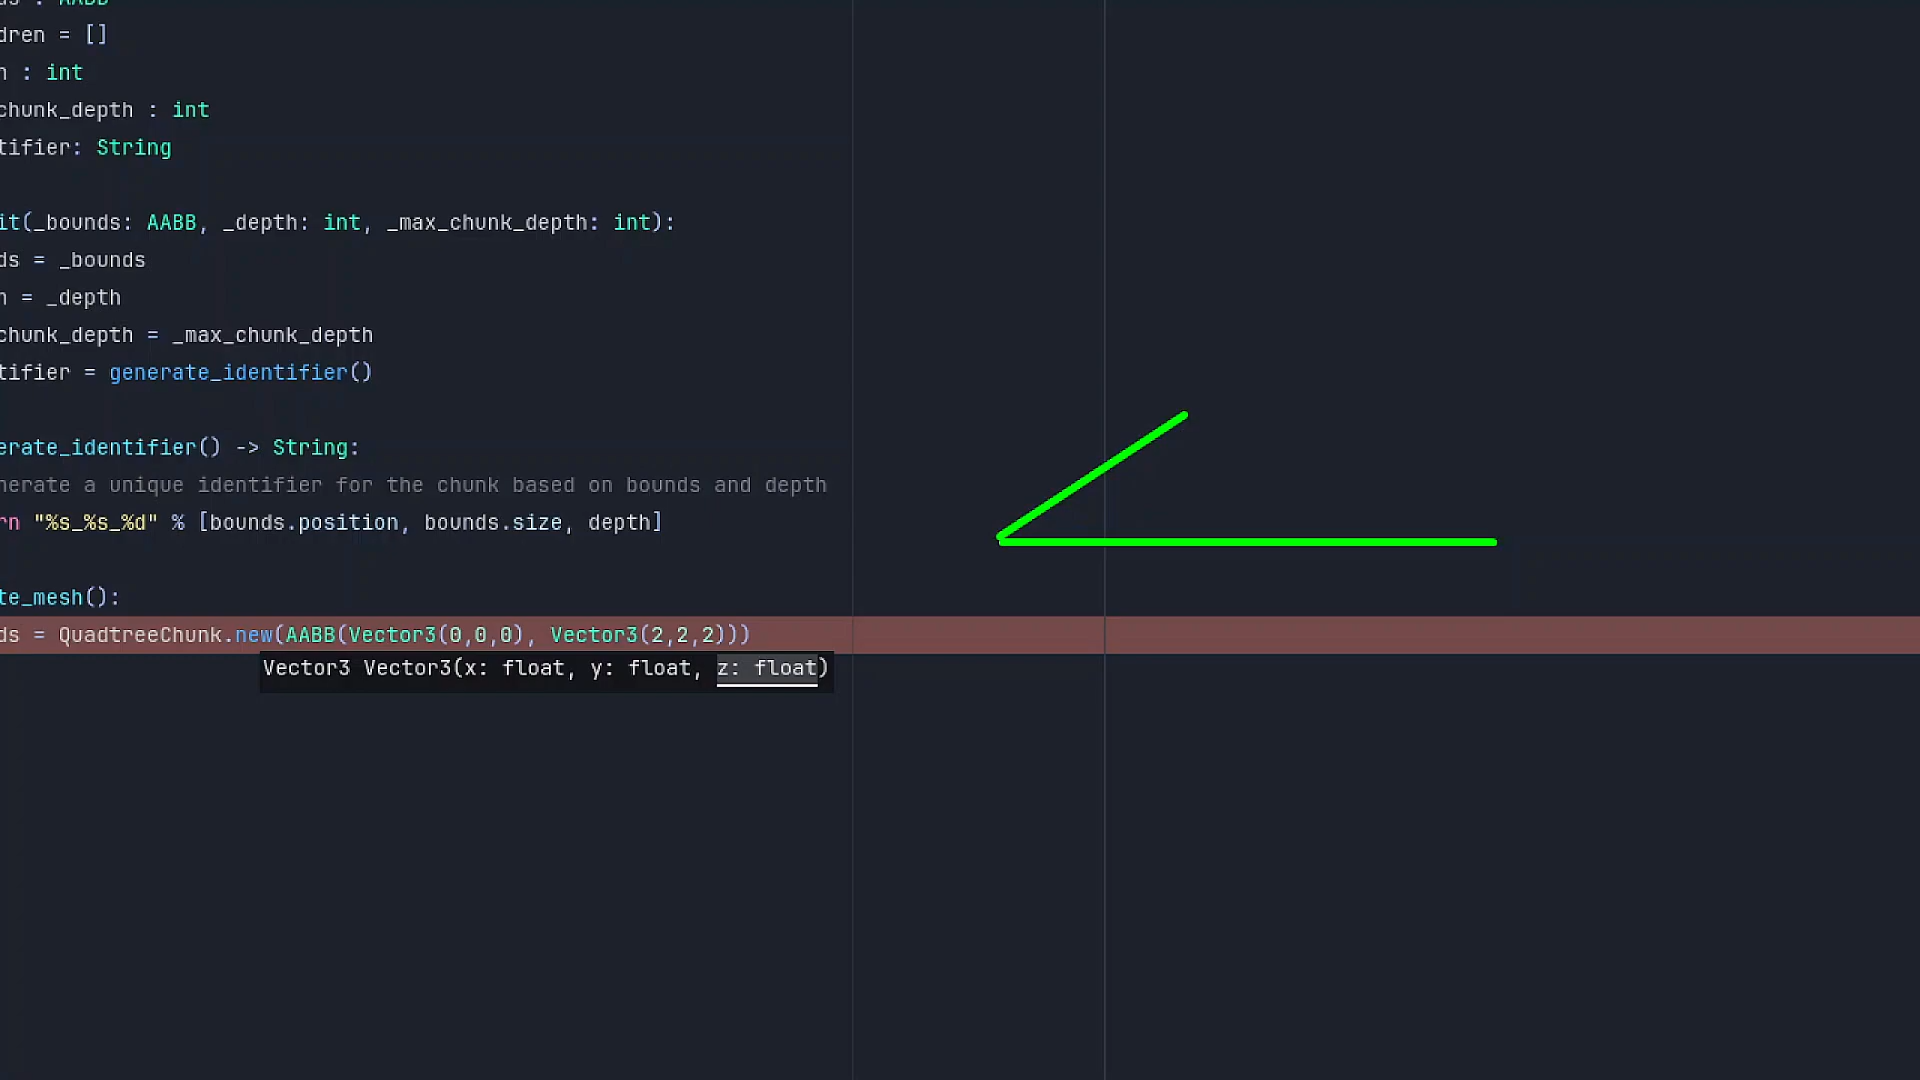 ds : AABB
dren = []
h : int
chunk_depth : int
tifier: String
it(_bounds: AABB, _depth: int, _max_chunk_depth: int):
ds = _bounds
h = _depth
chunk_depth = _max_chunk_depth
tifier = generate_identifier()
erate_identifier() -> String:
nerate a unique identifier for the chunk based on bounds and depth
rn "%s_%s_%d" % [bounds.position, bounds.size, depth]
te_mesh():
ds = QuadtreeChunk.new(AABB(Vector3(0,0,0), Vector3(2,2,2)))
Vector3 Vector3(x: float, y: float, z: float)